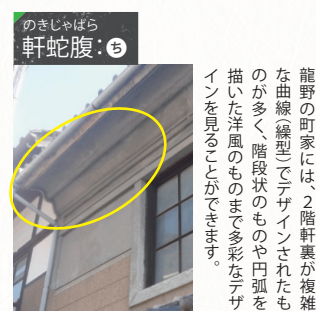 のきじゃばら
軒蛇腹：ち
龍野の町家には、２階軒裏が複雑
な曲線（繰型）でデザインされたも
のが多く、階段状のものや円弧を
描いた洋風のものまで多彩なデザ
インを見ることができます。